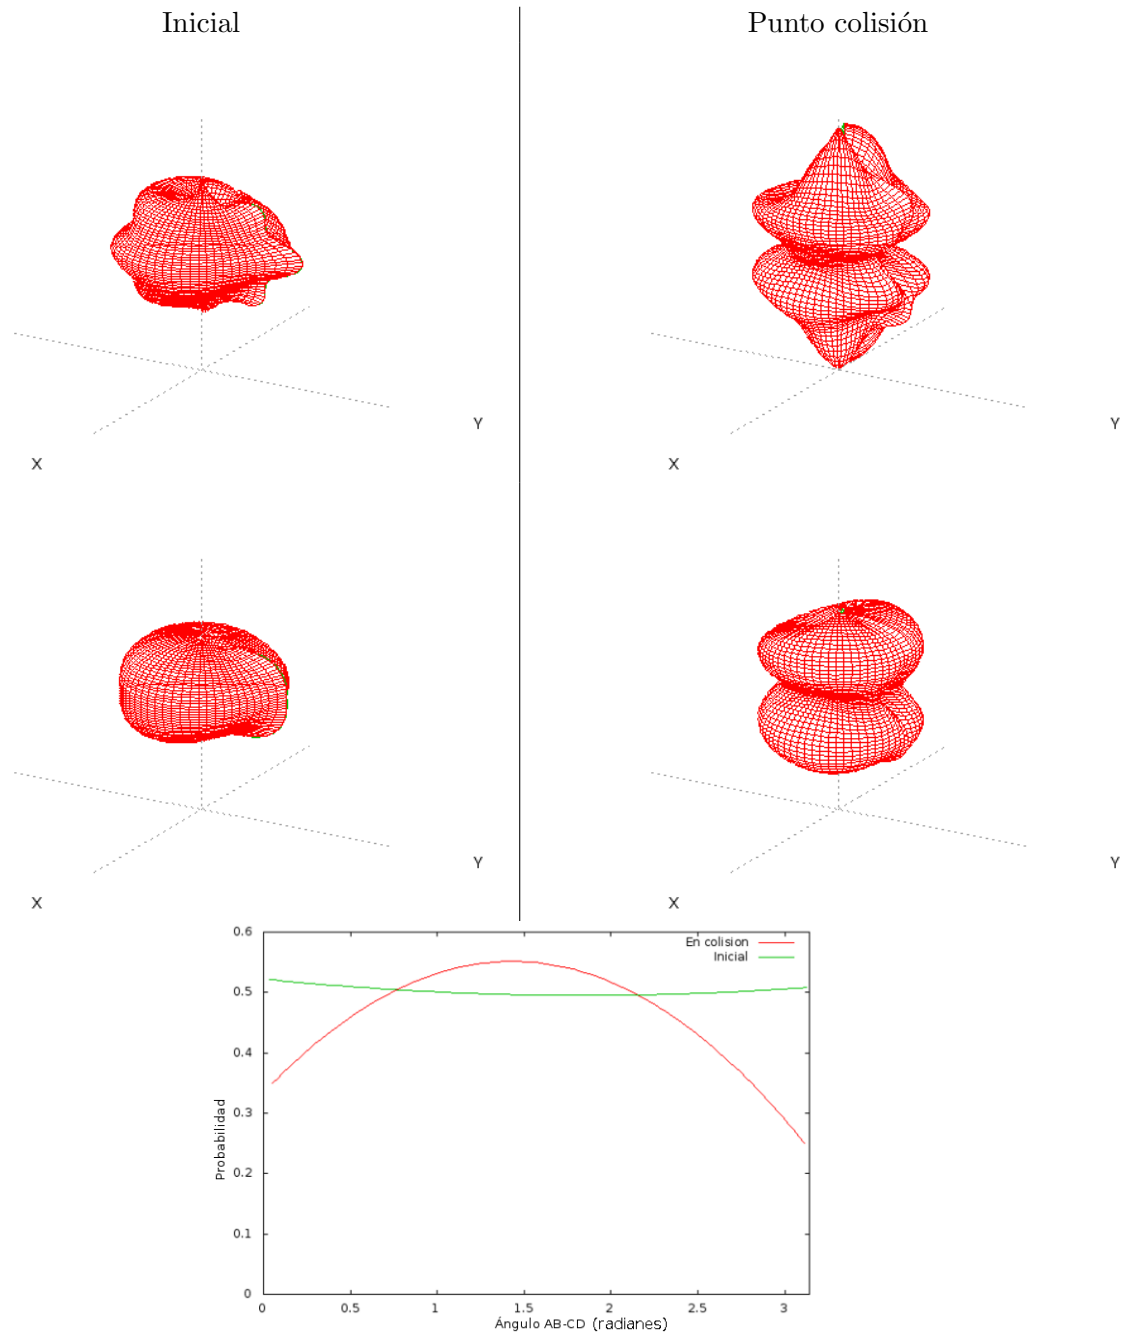 Inicial
Punto colisión
Y
X
Y
X
Y
X
Y
X
0.6
0.5
0.4
0.3
0.2
0.1
0
Probabilidad
En colision
Inicial
0 0.5 1 1.5 2 2.5 3
Ángulo AB-CD (radianes)